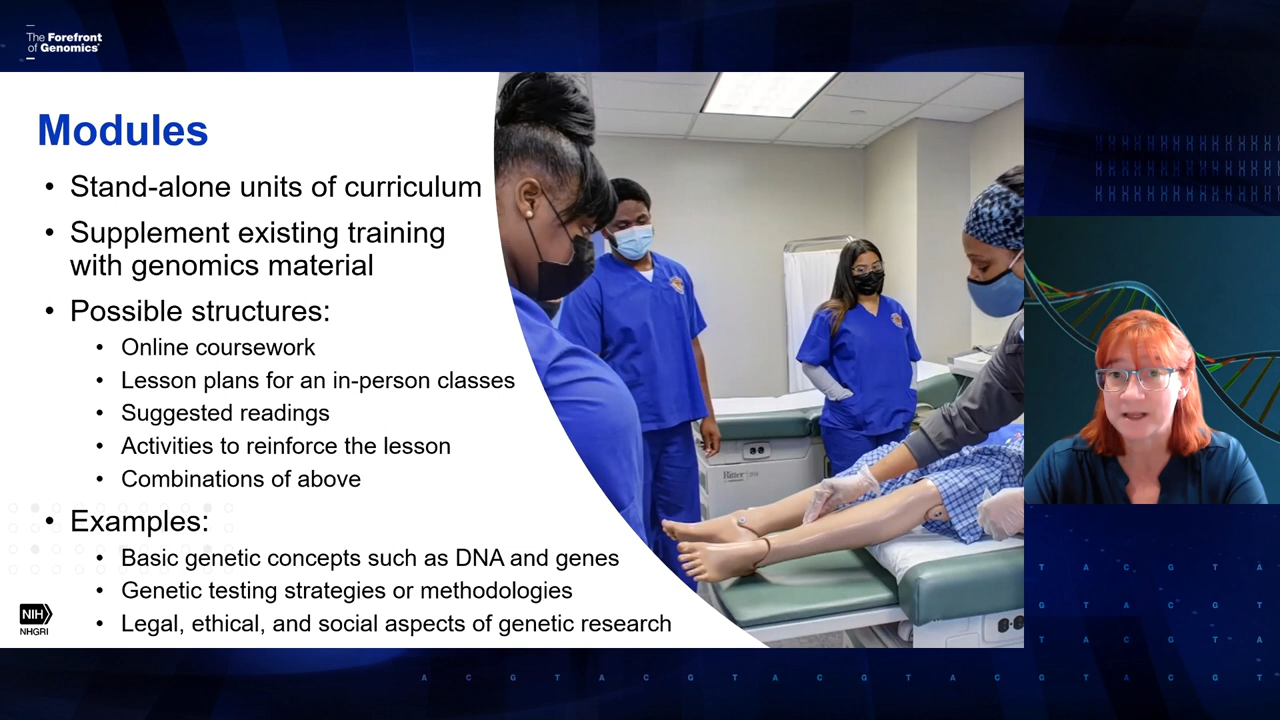 The Forefront
of Genomics®
Modules
• Stand-alone units of curriculum
• Supplement existing training
with genomics material
• Possible structures:
• Online coursework
• Lesson plans for an in-person classes
• Suggested readings
• Activities to reinforce the lesson
• Combinations of above
• Examples:
• Basic genetic concepts such as DNA and genes
• Genetic testing strategies or methodologies
• Legal, ethical, and social aspects of genetic research
NIH
NHGRI
Ritter
T A C G T A
G T A C G T
T A C G T A
A C G T A C G T A C G T A C G T A C G T